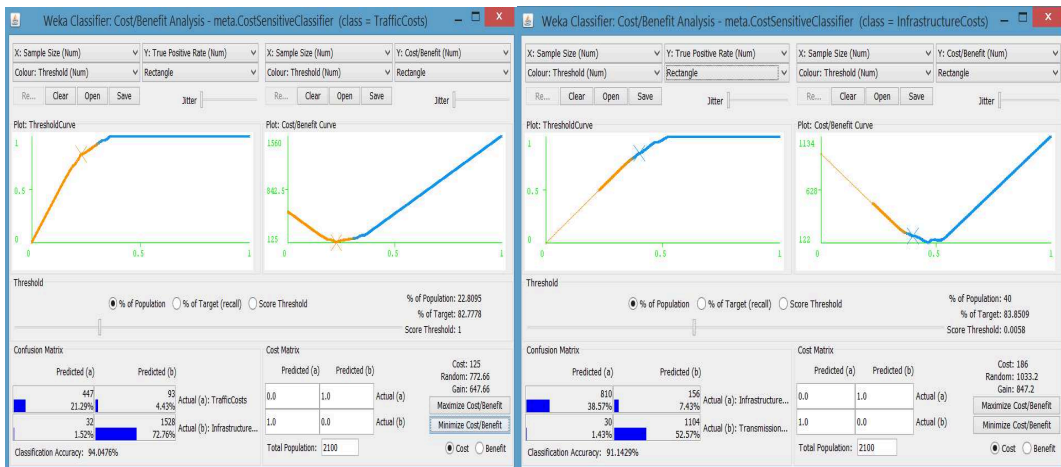 Weka Classifier: Cost/Benefit Analysis - meta.CostSensitiveClassifier (class = TrafficCosts)
X: Sample Size (Num)
Y: True Positive Rate (Num)
X: Sample Size (Num)
Y: Cost/Benefit (Num)
Colour: Threshold (Num)
Rectangle
Colour: Threshold (Num)
Rectangle
Re...
Clear
Open
Save
Jitter
Re...
Clear
Open
Save
Jitter
Plot: ThresholdCurve
1
0.5
0
0
0.5
1
Plot: Cost/Benefit Curve
1560
842.5
125
0
0.5
1
Threshold
% of Population
% of Target (recall)
Score Threshold
% of Population: 22.8095
% of Target: 82.7778
Score Threshold: 1
Confusion Matrix
Predicted (a)
Predicted (b)
447
21.29%
93
4.43%
Actual (a): TrafficCosts
32
1.52%
1528
72.76%
Actual (b): Infrastructure...
Classification Accuracy: 94.0476%
Cost Matrix
Predicted (a)
Predicted (b)
0.0
1.0
Actual (a)
1.0
0.0
Actual (b)
Total Population: 2100
Cost: 125
Random: 772.66
Gain: 647.66
Maximize Cost/Benefit
Minimize Cost/Benefit
Cost
Benefit
Weka Classifier: Cost/Benefit Analysis - meta.CostSensitiveClassifier (class = InfrastructureCosts)
X: Sample Size (Num)
Y: True Positive Rate (Num)
X: Sample Size (Num)
Y: Cost/Benefit (Num)
Colour: Threshold (Num)
Rectangle
Colour: Threshold (Num)
Rectangle
Re...
Clear
Open
Save
Jitter
Re...
Clear
Open
Save
Jitter
Plot: ThresholdCurve
1
0.5
0
0
0.5
1
Plot: Cost/Benefit Curve
1134
628
122
0
0.5
1
Threshold
% of Population
% of Target (recall)
Score Threshold
% of Population: 40
% of Target: 83.8509
Score Threshold: 0.0058
Confusion Matrix
Predicted (a)
Predicted (b)
810
38.57%
156
7.43%
Actual (a): Infrastructure...
30
1.43%
1104
52.57%
Actual (b): Transmission...
Classification Accuracy: 91.1429%
Cost Matrix
Predicted (a)
Predicted (b)
0.0
1.0
Actual (a)
1.0
0.0
Actual (b)
Total Population: 2100
Cost: 186
Random: 1033.2
Gain: 847.2
Maximize Cost/Benefit
Minimize Cost/Benefit
Cost
Benefit